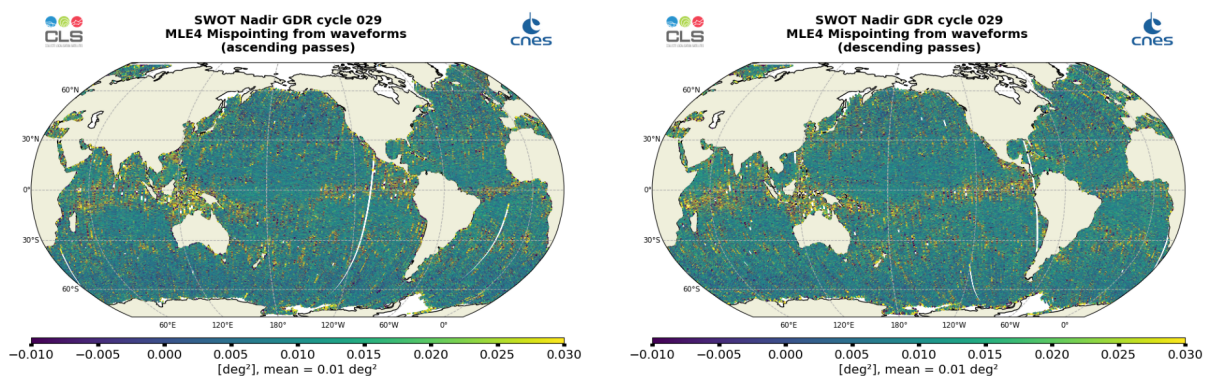 CLS
SWOT Nadir GDR cycle 029
MLE4 Mispointing from waveforms
(ascending passes)
cnes
60°N
30°N
0°
30°S
60°S
60°E 120°E 180° 120°W 60°W 0°
−0.010 −0.005 0.000 0.005 0.010 0.015 0.020 0.025 0.030
[deg²], mean = 0.01 deg²
CLS
SWOT Nadir GDR cycle 029
MLE4 Mispointing from waveforms
(descending passes)
cnes
60°N
30°N
0°
30°S
60°S
60°E 120°E 180° 120°W 60°W 0°
−0.010 −0.005 0.000 0.005 0.010 0.015 0.020 0.025 0.030
[deg²], mean = 0.01 deg²